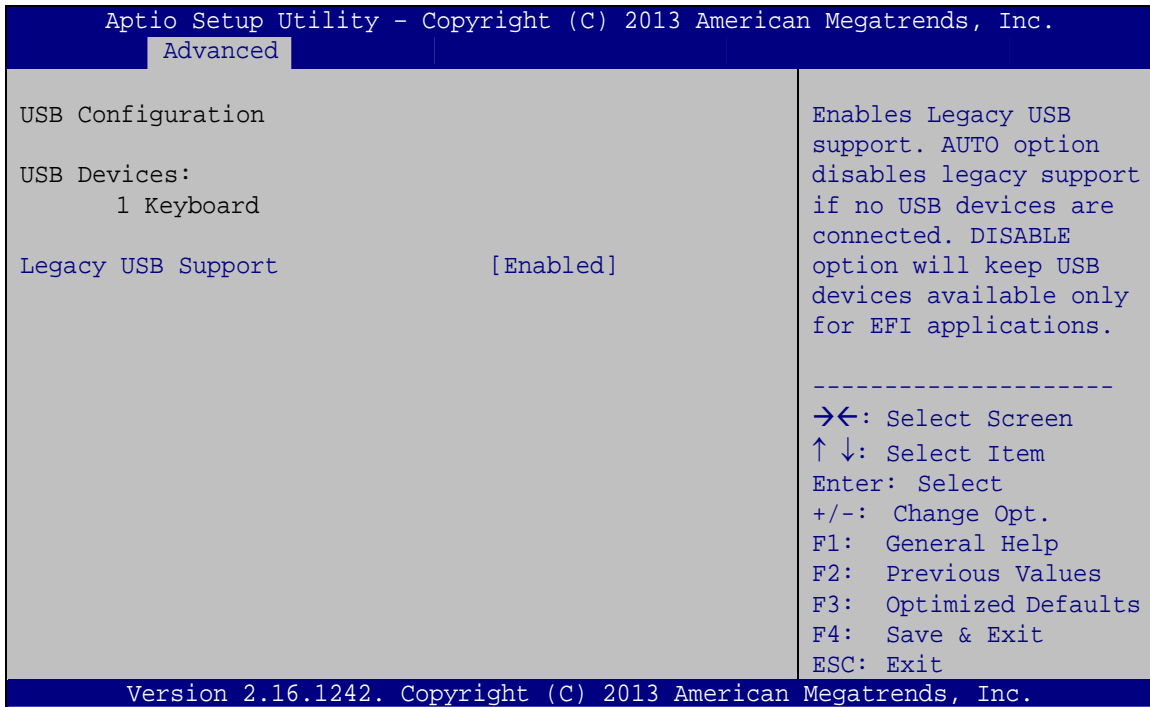 Aptio Setup Utility – Copyright (C) 2013 American Megatrends, Inc.
Advanced
USB Configuration
USB Devices:
1 Keyboard
Legacy USB Support [Enabled]
Enables Legacy USB
support. AUTO option
disables legacy support
if no USB devices are
connected. DISABLE
option will keep USB
devices available only
for EFI applications.
---------------------
→←: Select Screen
↑ ↓: Select Item
Enter: Select
+/-: Change Opt.
F1: General Help
F2: Previous Values
F3: Optimized Defaults
F4: Save & Exit
ESC: Exit
Version 2.16.1242. Copyright (C) 2013 American Megatrends, Inc.